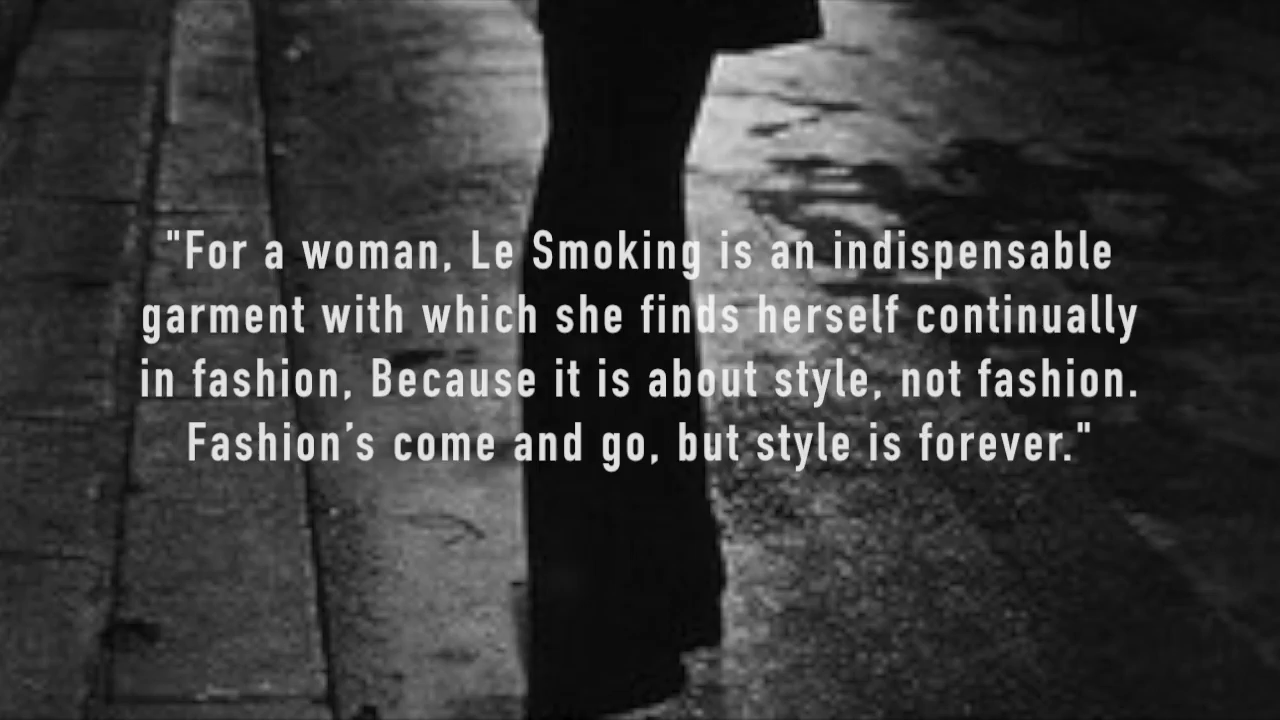 "For a woman, Le Smoking is an indispensable
garment with which she finds herself continually
in fashion, Because it is about style, not fashion.
Fashion’s come and go, but style is forever."